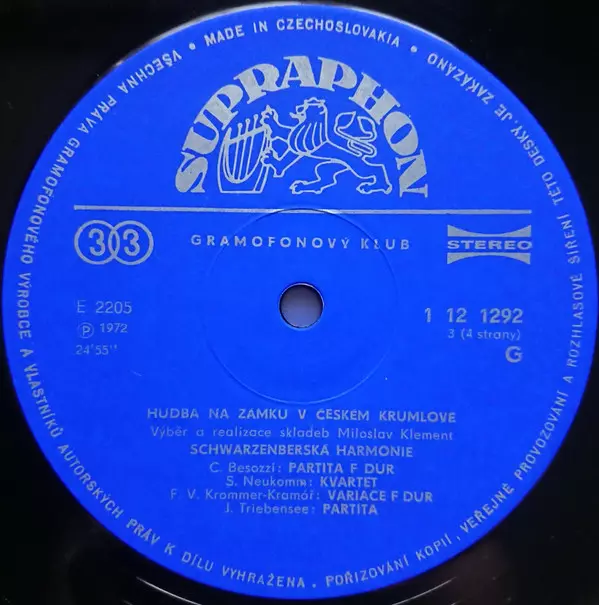 VŠECHNA PRÁVA GRAMOFONOVÉHO VÝROBCE A VLASTNÍKŮ AUTORSKÝCH PRÁV K DÍLU VYHRAŽENA. POŘIZOVÁNÍ KOPIÍ, VEŘEJNÉ PROVOZOVÁNÍ A ROZHLASOVÉ ŠÍŘENÍ TÉTO DESKY JE ZAKÁZÁNO • MADE IN CZECHOSLOVAKIA •
SUPRAPHON
33
GRAMOFONOVÝ KLUB
STEREO
E 2205
1 12 1292
℗ 1972
3 (4 strany)
24'55"
G
HUDBA NA ZÁMKU V ČESKÉM KRUMLOVĚ
Výběr a realizace skladeb Miloslav Klement
SCHWARZENBERSKÁ HARMONIE
C. Besozzi: PARTITA F DUR
S. Neukomm: KVARTET
F. V. Krommer-Kramář: VARIACE F DUR
J. Triebensee: PARTITA